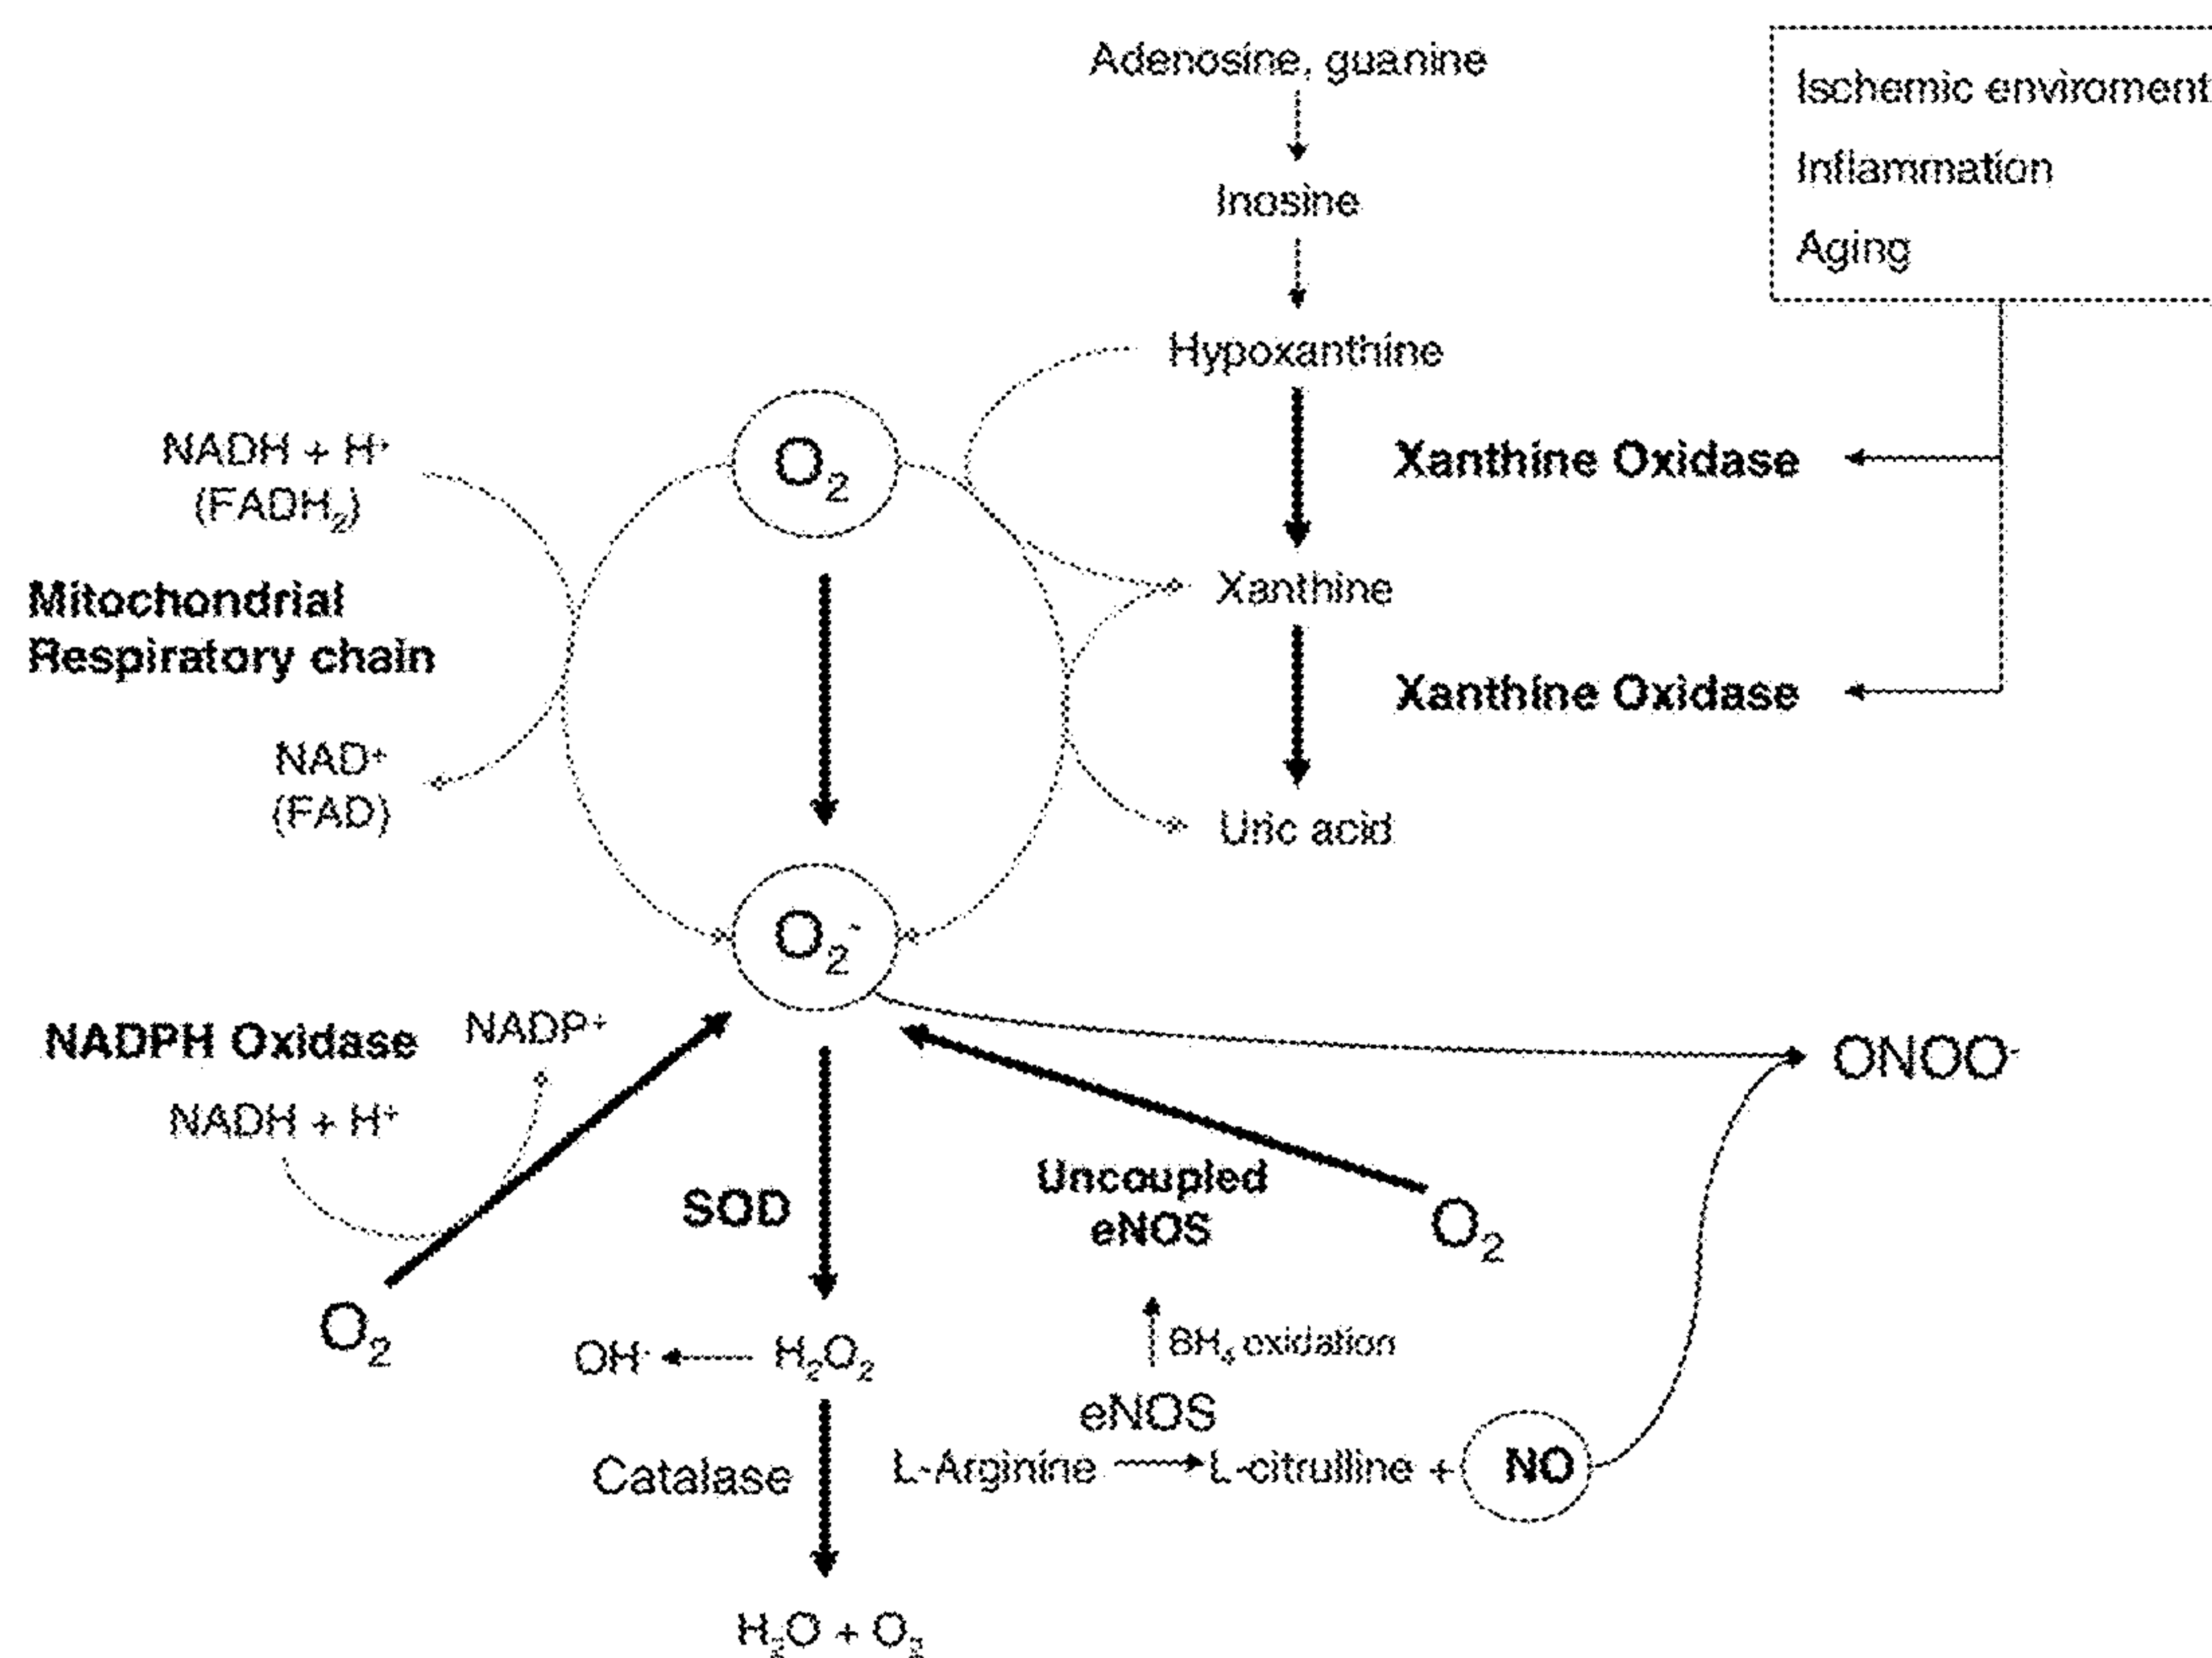 Adenosine, guanine
Ischemic enviroment
Inflammation
Aging
Inosine
Hypoxanthine
NADH + H⁺
(FADH₂)
O₂
Xanthine Oxidase
Mitochondrial
Respiratory chain
Xanthine
Xanthine Oxidase
NAD⁺
(FAD)
Uric acid
O₂⁻
NADPH Oxidase
NADP⁺
ONOO⁻
NADH + H⁺
SOD
Uncoupled
eNOS
O₂
O₂
OH·
H₂O₂
BH₄ oxidation
eNOS
Catalase
L-Arginine
L-citrulline +
NO
H₂O + O₂